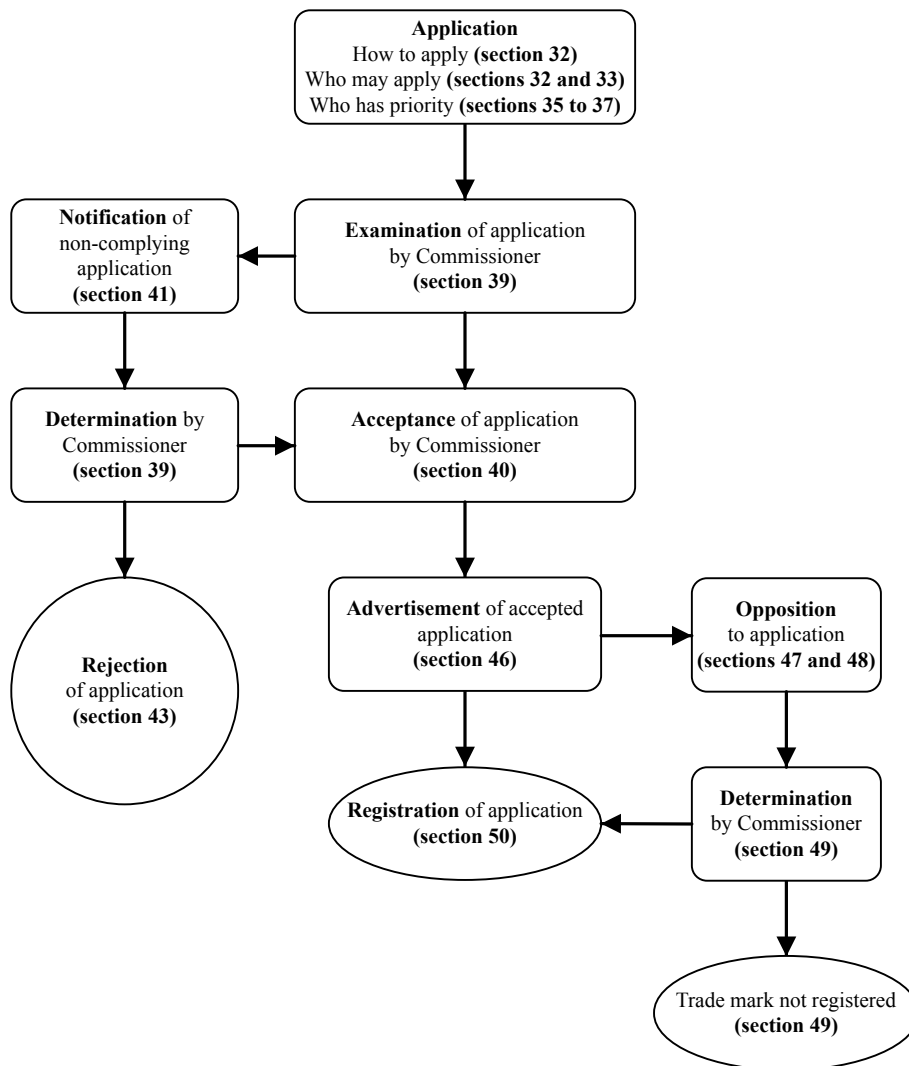 Application
How to apply (section 32)
Who may apply (sections 32 and 33)
Who has priority (sections 35 to 37)
Notification of
non-complying
application
(section 41)
Examination of application
by Commissioner
(section 39)
Determination by
Commissioner
(section 39)
Acceptance of application
by Commissioner
(section 40)
Rejection
of application
(section 43)
Advertisement of accepted
application
(section 46)
Opposition
to application
(sections 47 and 48)
Registration of application
(section 50)
Determination
by Commissioner
(section 49)
Trade mark not registered
(section 49)